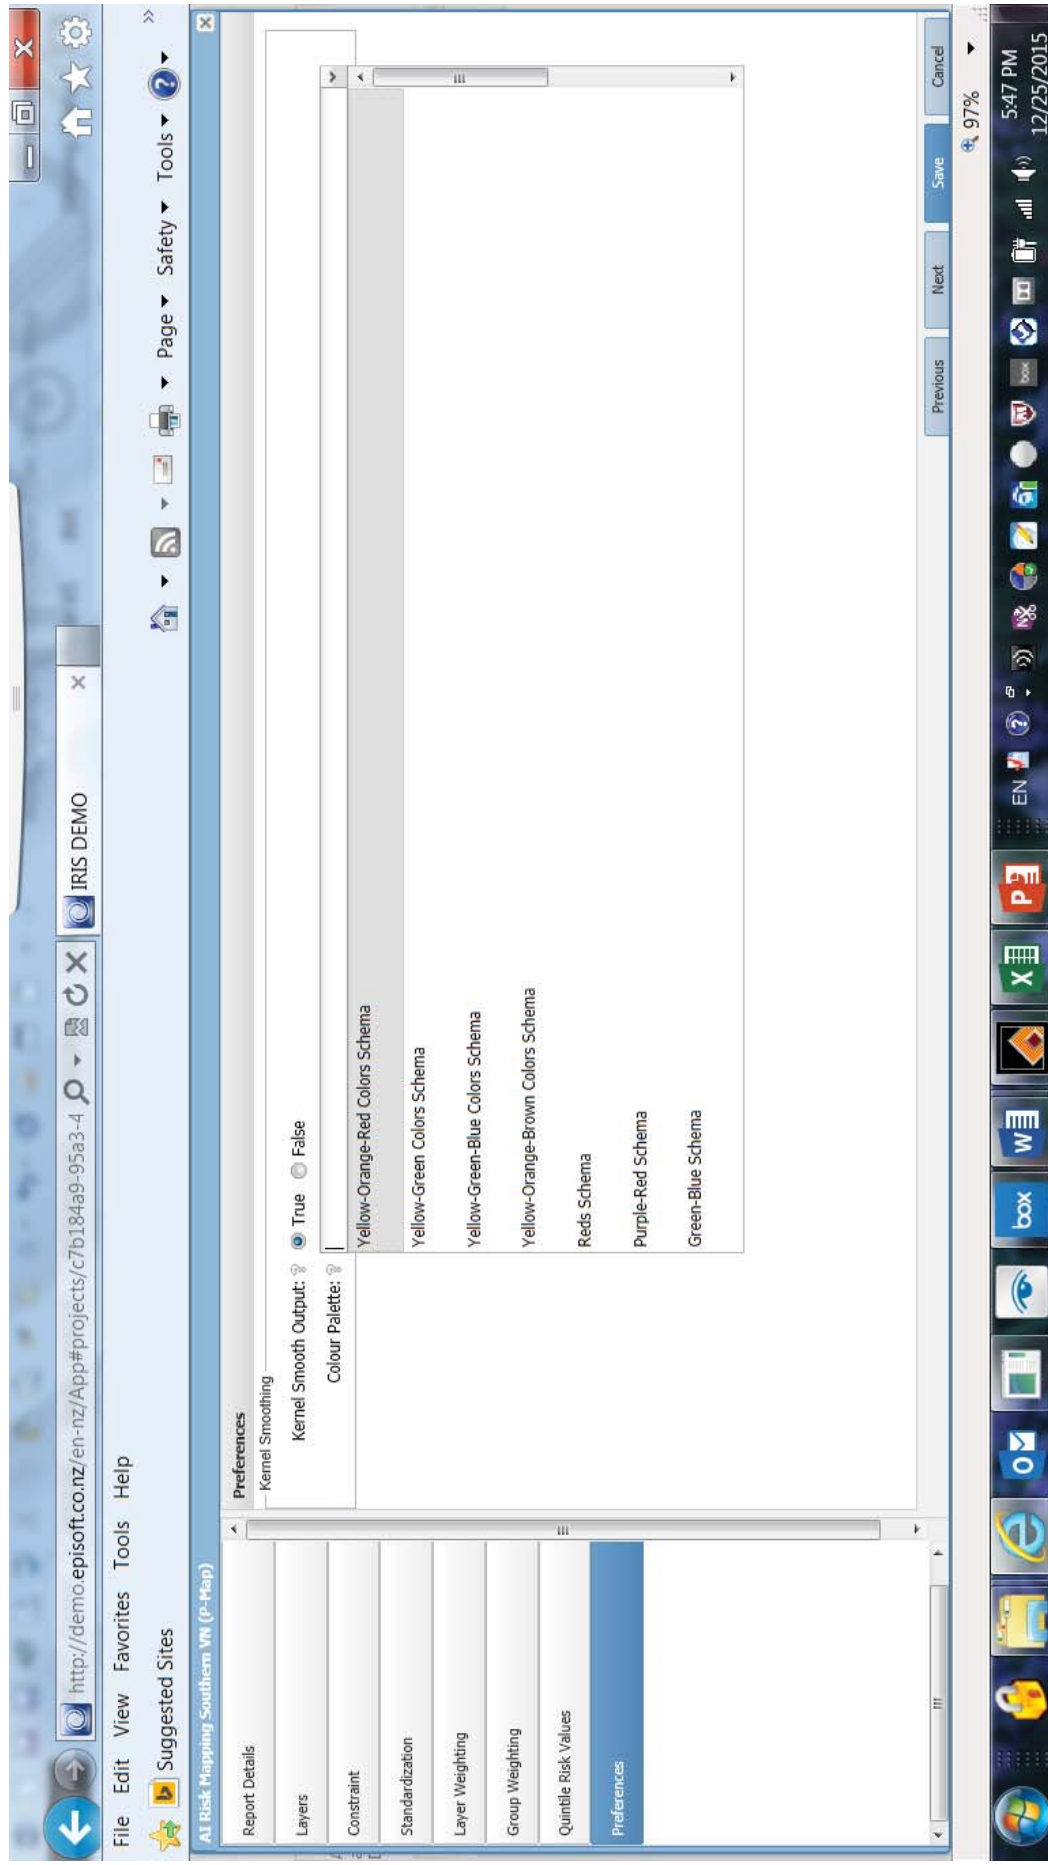 http://demo.episoft.co.nz/en-nz/App#projects/c7b184a9-95a3-4
IRIS DEMO
File Edit View Favorites Tools Help
Suggested Sites
Page Safety Tools
AI Risk Mapping Southern VN (P-Map)
Report Details
Layers
Constraint
Standardization
Layer Weighting
Group Weighting
Quintile Risk Values
Preferences
Preferences
Kernel Smoothing
Kernel Smooth Output: True False
Colour Palette:
Yellow-Orange-Red Colors Schema
Yellow-Green Colors Schema
Yellow-Green-Blue Colors Schema
Yellow-Orange-Brown Colors Schema
Reds Schema
Purple-Red Schema
Green-Blue Schema
Previous Next Save Cancel
97%
box
EN
box
5:47 PM
12/25/2015